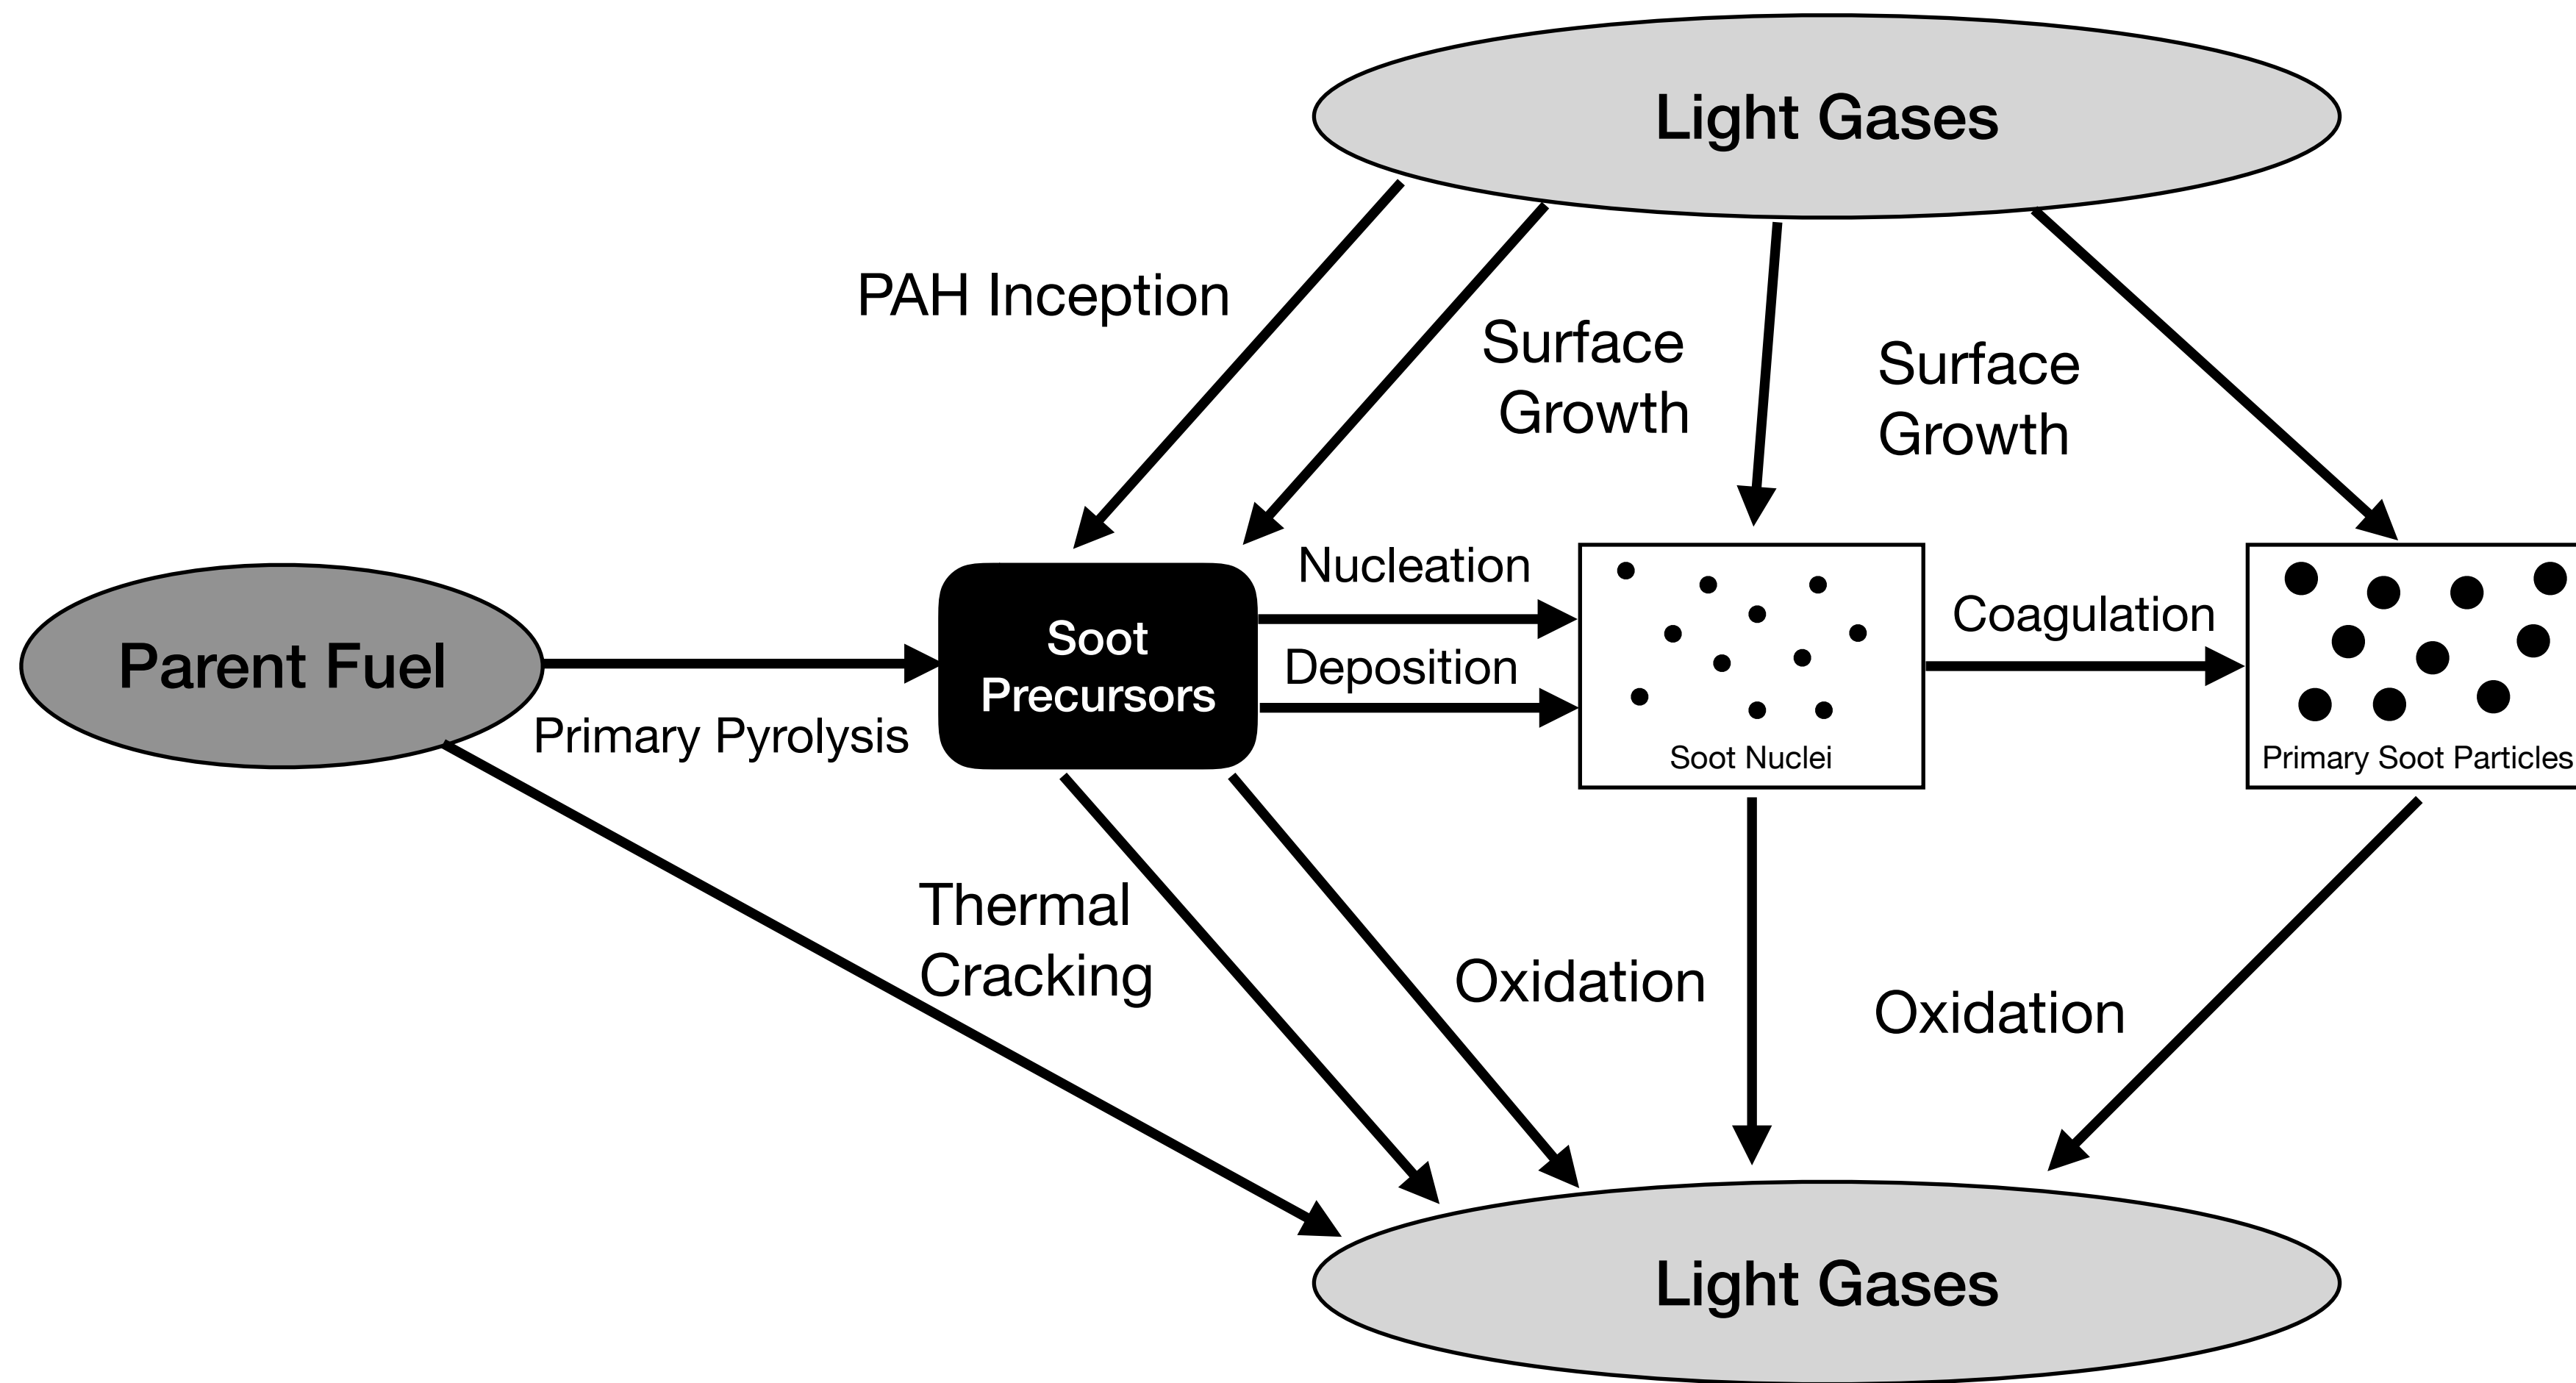 Light Gases
PAH Inception
Surface
Growth
Surface
Growth
Nucleation
Deposition
Coagulation
Parent Fuel
Primary Pyrolysis
Soot
Precursors
Soot Nuclei
Primary Soot Particles
Thermal
Cracking
Oxidation
Oxidation
Light Gases